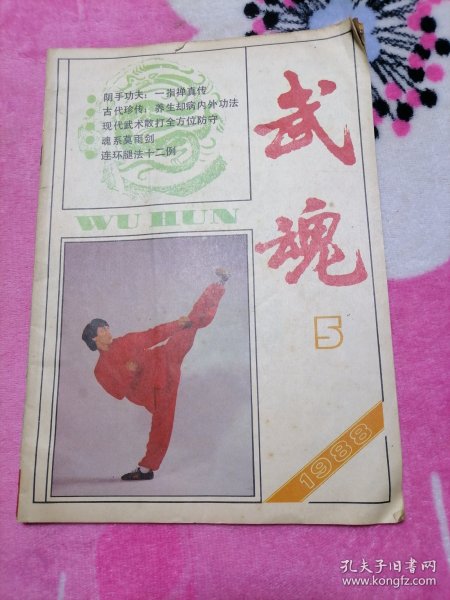 阴手功夫：一指禅真传
古代珍传：养生却病内外功法
现代武术散打全方位防守
魂系莫雨剑
连环腿法十二例
WU HUN
武魂
5
1988
孔夫子旧书网
www.kongfz.com